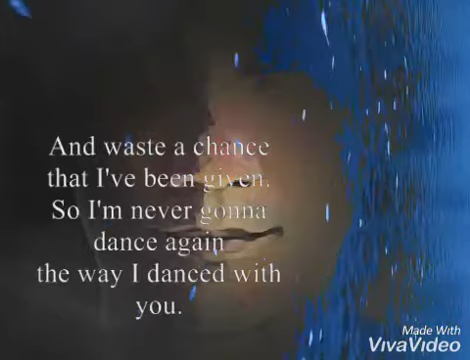 And waste a chance
that I've been given.
So I'm never gonna
dance again
the way I danced with
you.
Made With
VivaVideo